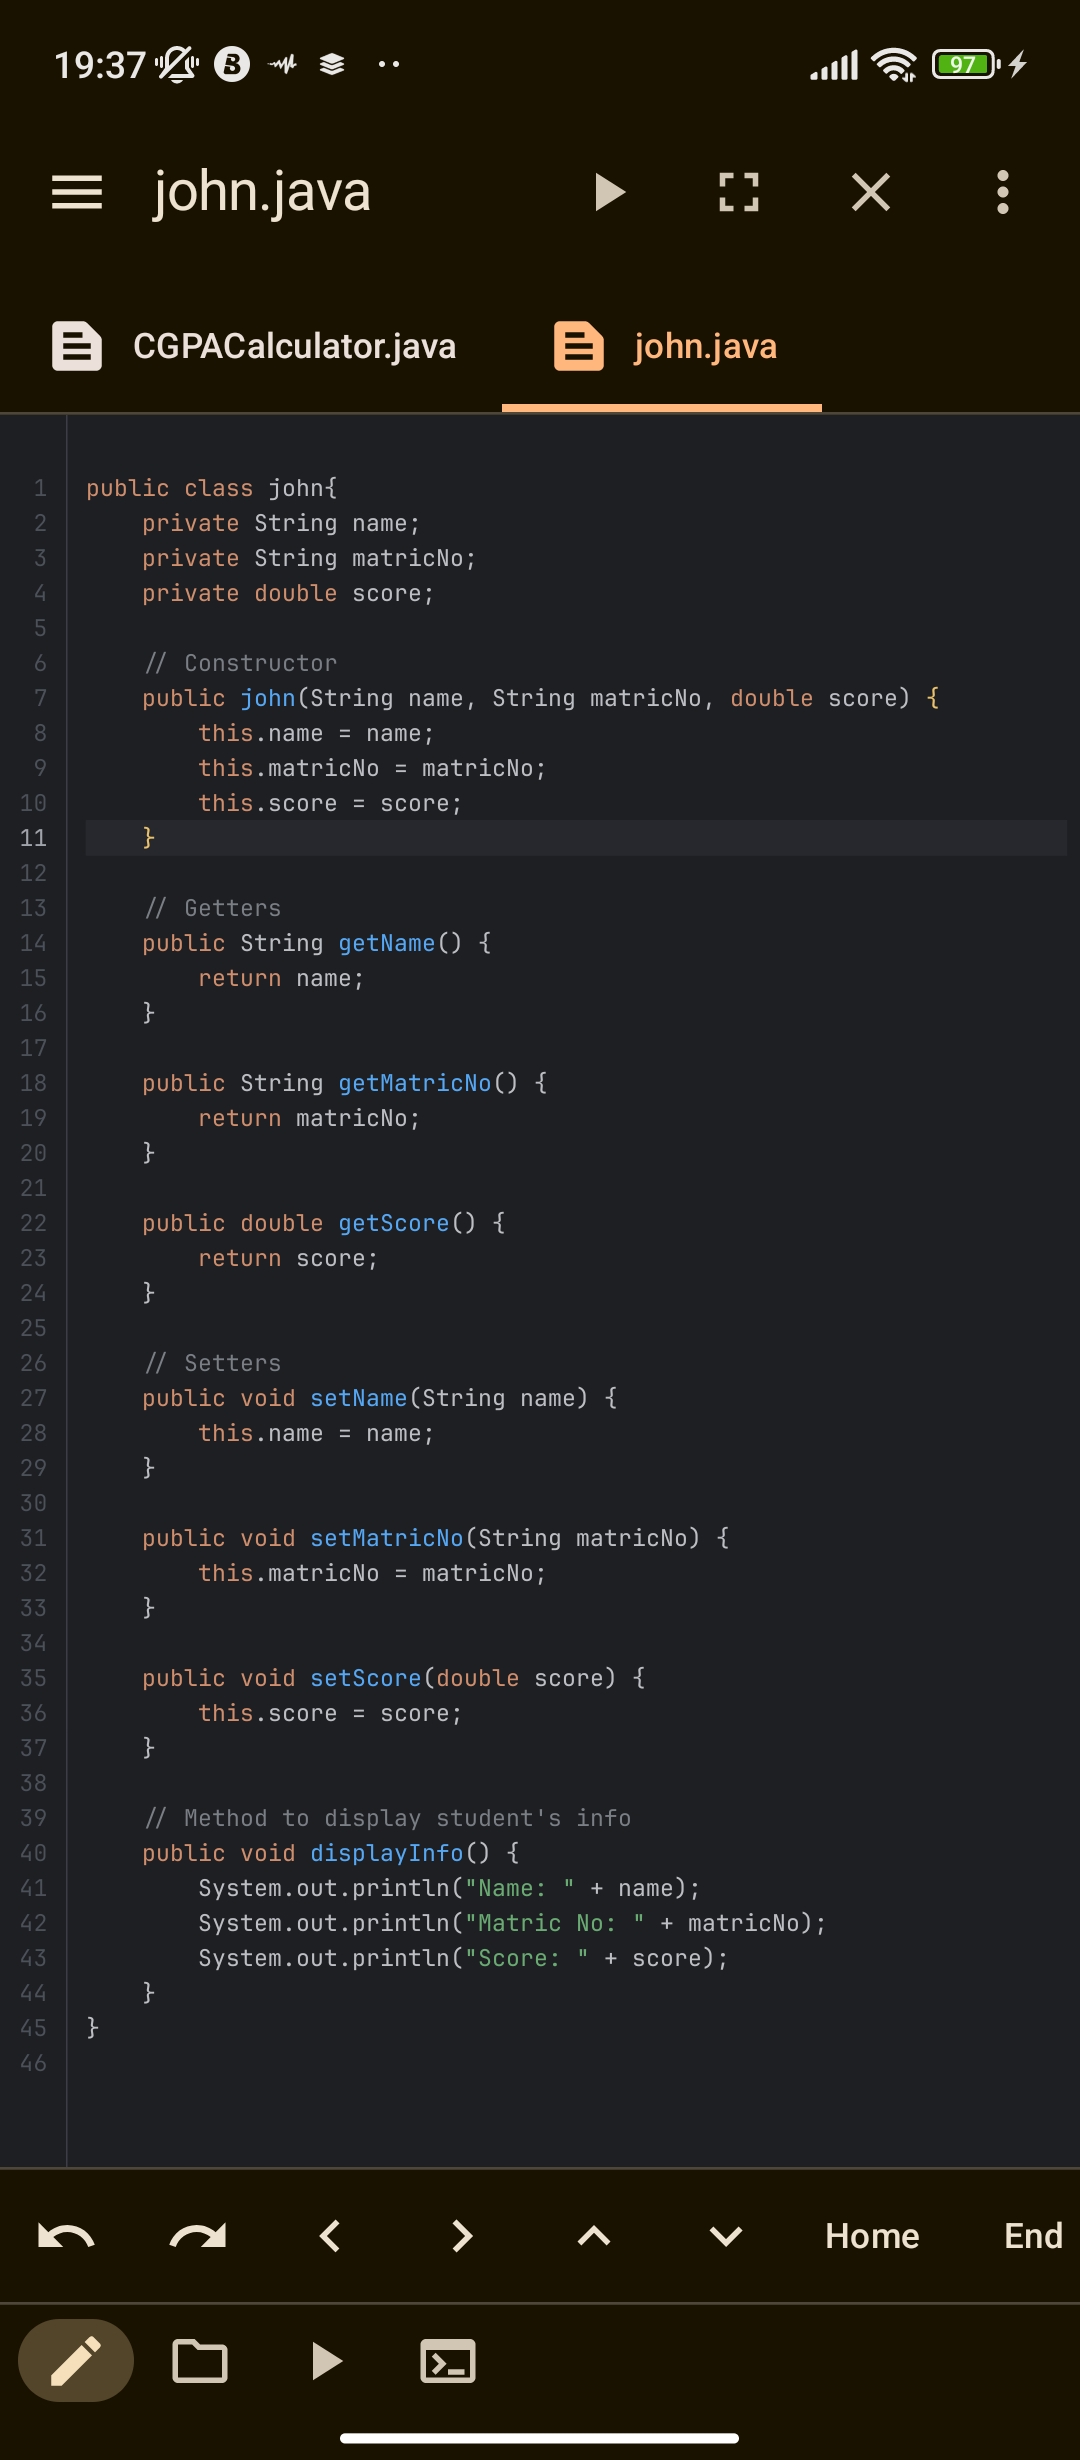 19:37
97
john.java
CGPACalculator.java
john.java
1 public class john{
2     private String name;
3     private String matricNo;
4     private double score;
5
6     // Constructor
7     public john(String name, String matricNo, double score) {
8         this.name = name;
9         this.matricNo = matricNo;
10         this.score = score;
11     }
12
13     // Getters
14     public String getName() {
15         return name;
16     }
17
18     public String getMatricNo() {
19         return matricNo;
20     }
21
22     public double getScore() {
23         return score;
24     }
25
26     // Setters
27     public void setName(String name) {
28         this.name = name;
29     }
30
31     public void setMatricNo(String matricNo) {
32         this.matricNo = matricNo;
33     }
34
35     public void setScore(double score) {
36         this.score = score;
37     }
38
39     // Method to display student's info
40     public void displayInfo() {
41         System.out.println("Name: " + name);
42         System.out.println("Matric No: " + matricNo);
43         System.out.println("Score: " + score);
44     }
45 }
46
Home
End